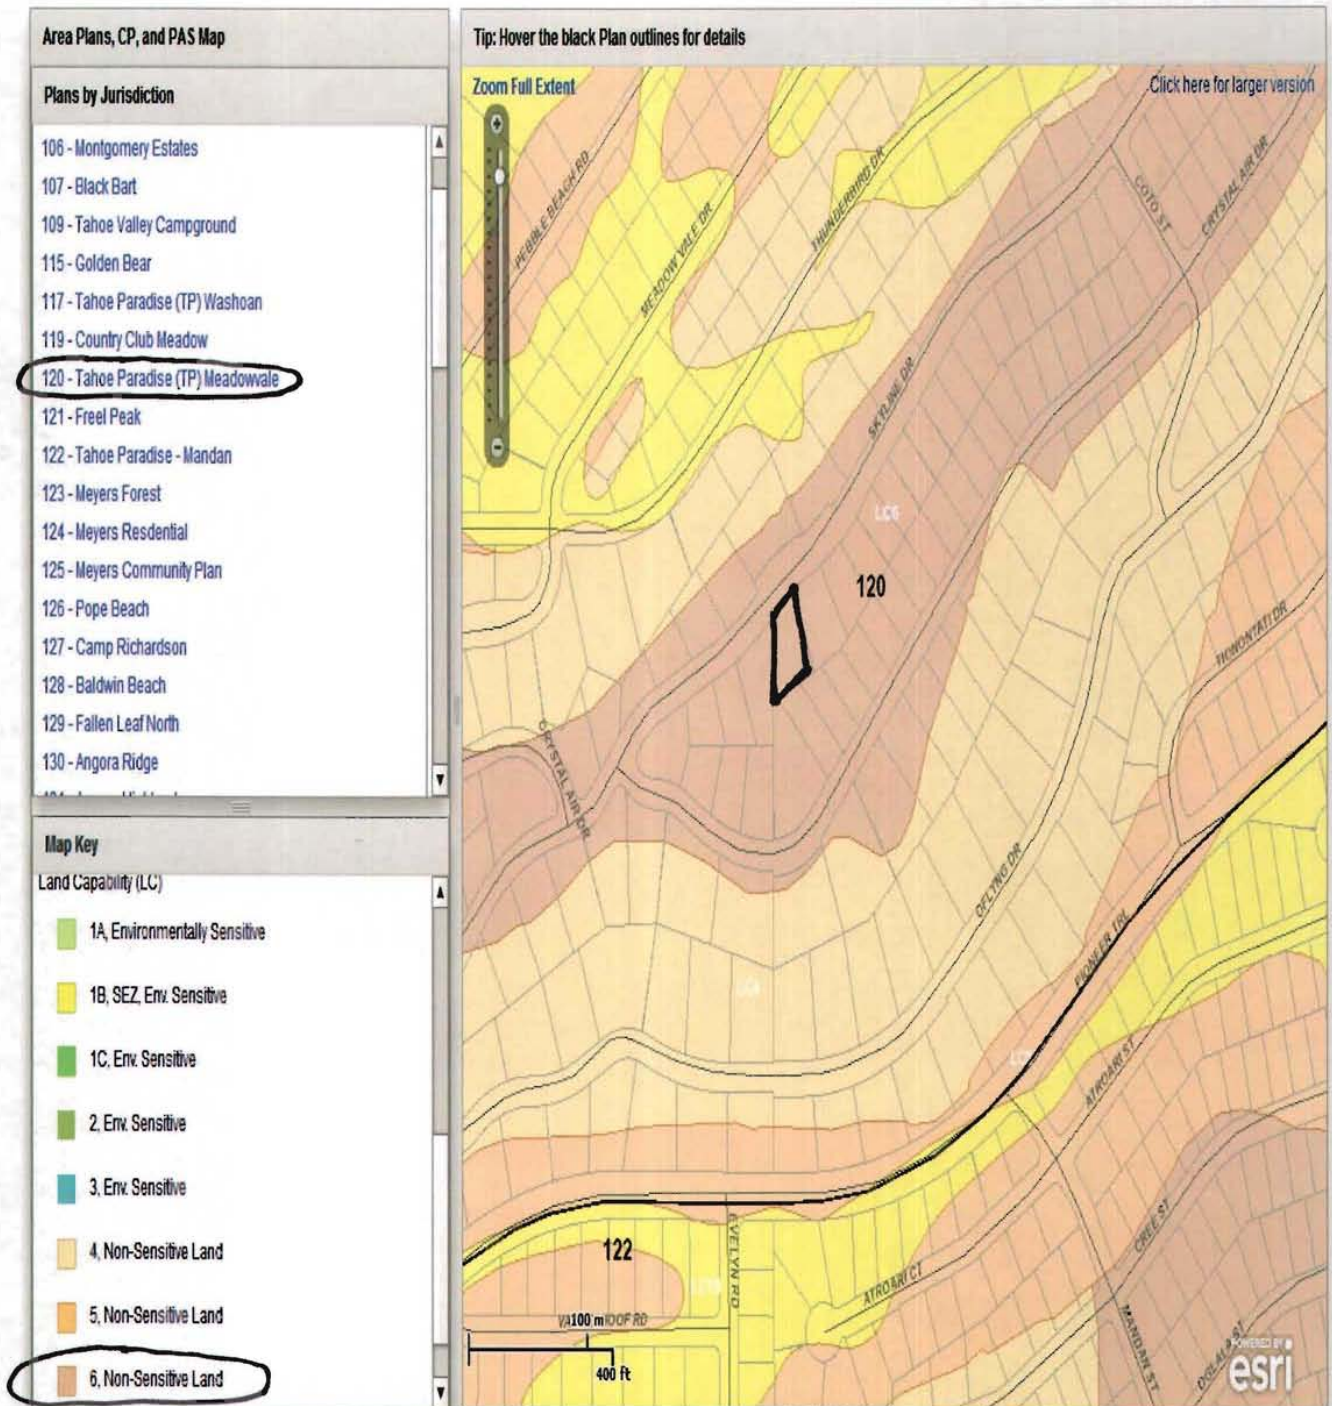 Area Plans, CP, and PAS Map
Plans by Jurisdiction
106 - Montgomery Estates
107 - Black Bart
109 - Tahoe Valley Campground
115 - Golden Bear
117 - Tahoe Paradise (TP) Washoan
119 - Country Club Meadow
120 - Tahoe Paradise (TP) Meadowvale
121 - Freel Peak
122 - Tahoe Paradise - Mandan
123 - Meyers Forest
124 - Meyers Resdential
125 - Meyers Community Plan
126 - Pope Beach
127 - Camp Richardson
128 - Baldwin Beach
129 - Fallen Leaf North
130 - Angora Ridge
Map Key
Land Capability (LC)
1A, Environmentally Sensitive
1B, SEZ, Env. Sensitive
1C, Env. Sensitive
2, Env. Sensitive
3, Env. Sensitive
4, Non-Sensitive Land
5, Non-Sensitive Land
6, Non-Sensitive Land
Tip: Hover the black Plan outlines for details
Zoom Full Extent
Click here for larger version
PEBBLE BEACH RD
MEADOW VALE DR
THUNDERBIRD DR
COTO ST
CRYSTAL AIR DR
SKYLINE DR
LC6
120
TIONONTATI DR
CRYSTAL AIR DR
OFLYNG DR
PIONEER TRL
LC4
ATROARI ST
CREE ST
122
EVELYN RD
ATROARI CT
MANDAN ST
OGLALA ST
100 m
400 ft
POWERED BY
esri